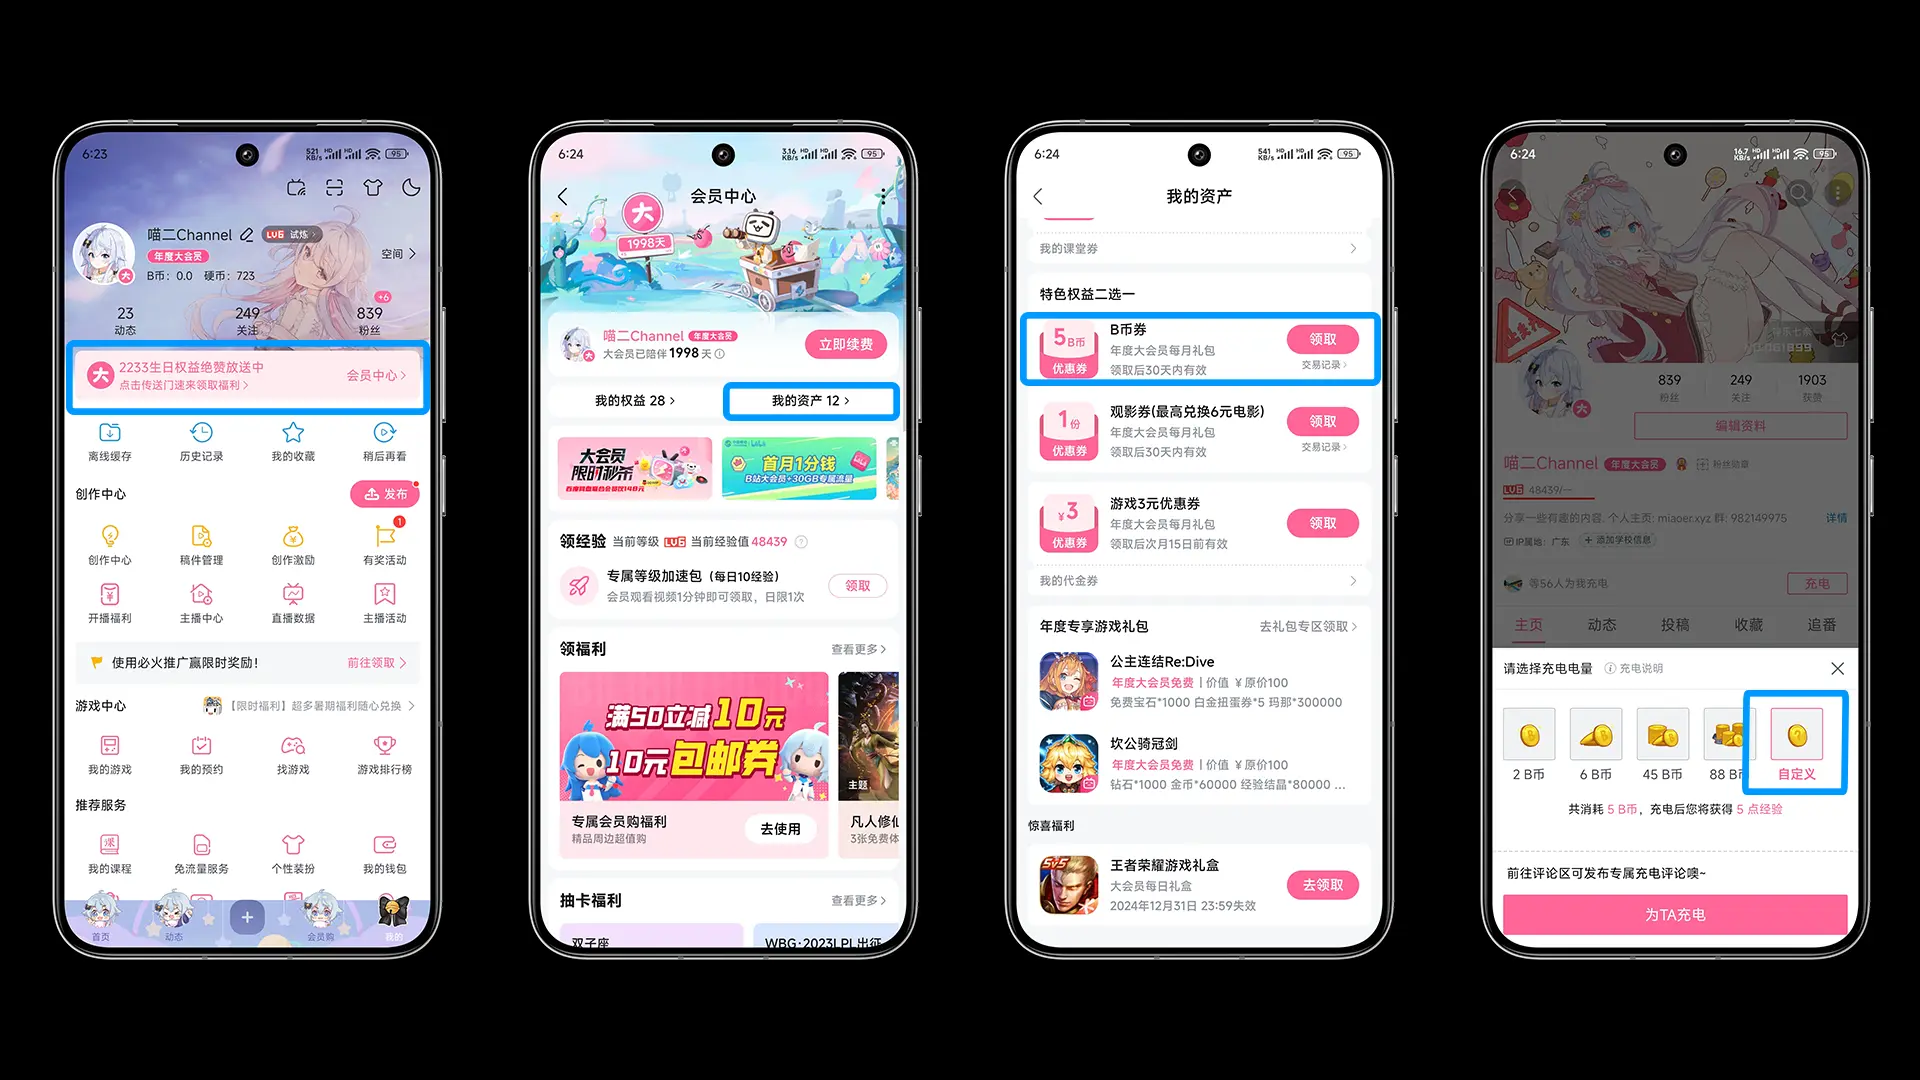 6:23
521 KB/s
95
喵二Channel
LV6 试炼
年度大会员
B币：0.0 硬币：723
空间
23
动态
249
关注
+6
839
粉丝
大
2233生日权益绝赞放送中
点击传送门速来领取福利
会员中心
离线缓存
历史记录
我的收藏
稍后再看
创作中心
发布
创作中心
稿件管理
创作激励
1
有奖活动
开播福利
主播中心
直播数据
主播活动
使用必火推广赢限时奖励!
前往领取
游戏中心
【限时福利】超多暑期福利随心兑换
我的游戏
我的预约
找游戏
游戏排行榜
推荐服务
我的课程
免流量服务
个性装扮
我的钱包
首页
动态
会员购
我的
6:24
3.16 KB/s
95
会员中心
大
1998天
喵二Channel 年度大会员
大会员已陪伴 1998 天
立即续费
我的权益 28
我的资产 12
大会员
限时秒杀
首月1分钱
B站大会员+30GB专属流量
领经验 当前等级 LV6 当前经验值 48439
专属等级加速包（每日10经验）
会员观看视频1分钟即可领取，日限1次
领取
领福利
查看更多
满50立减10元
10元包邮券
主题
专属会员购福利
精品周边超值购
去使用
凡人修仙
3张免费体
抽卡福利
查看更多
双子座
WBG·2023LPL出征
6:24
541 KB/s
95
我的资产
我的课堂券
特色权益二选一
5B币
优惠券
B币券
年度大会员每月礼包
领取后30天内有效
领取
交易记录
1份
优惠券
观影券(最高兑换6元电影)
年度大会员每月礼包
领取后30天内有效
领取
交易记录
¥3
优惠券
游戏3元优惠券
年度大会员每月礼包
领取后次月15日前有效
领取
我的代金券
年度专享游戏礼包
去礼包专区领取
公主连结Re:Dive
年度大会员免费 | 价值 ￥原价100
免费宝石*1000 白金扭蛋券*5 玛那*300000
坎公骑冠剑
年度大会员免费 | 价值 ￥原价100
钻石*1000 金币*60000 经验结晶*80000 ...
惊喜福利
5v5
王者荣耀游戏礼盒
大会员每日礼盒
2024年12月31日 23:59失效
去领取
6:24
16.7 KB/s
95
839
粉丝
249
关注
1903
获赞
编辑资料
喵二Channel 年度大会员 粉丝勋章
LV6 48439/--
分享一些有趣的内容. 个人主页: miaoer.xyz 群: 982149975
详情
IP属地：广东 + 添加学校信息
等56人为我充电
充电
主页
动态
投稿
收藏
追番
请选择充电电量
充电说明
2 B币
6 B币
45 B币
88 B币
自定义
共消耗 5 B币，充电后您将获得 5 点经验
前往评论区可发布专属充电评论噢~
为TA充电